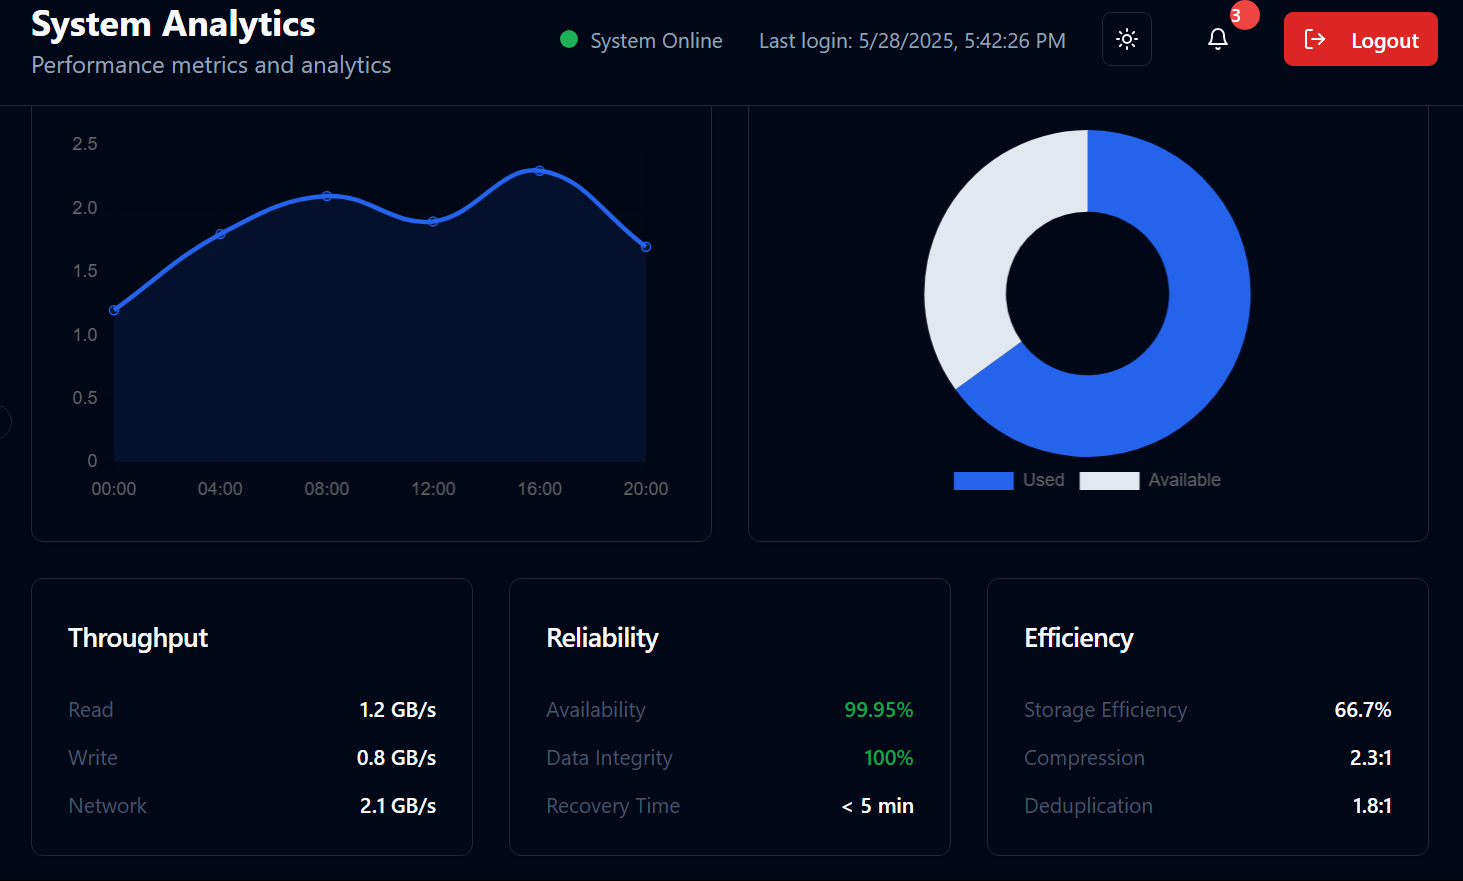 System Analytics
Performance metrics and analytics
System Online
Last login: 5/28/2025, 5:42:26 PM
3
Logout
2.5
2.0
1.5
1.0
0.5
0
00:00 04:00 08:00 12:00 16:00 20:00
Used Available
Throughput
Read 1.2 GB/s
Write 0.8 GB/s
Network 2.1 GB/s
Reliability
Availability 99.95%
Data Integrity 100%
Recovery Time < 5 min
Efficiency
Storage Efficiency 66.7%
Compression 2.3:1
Deduplication 1.8:1